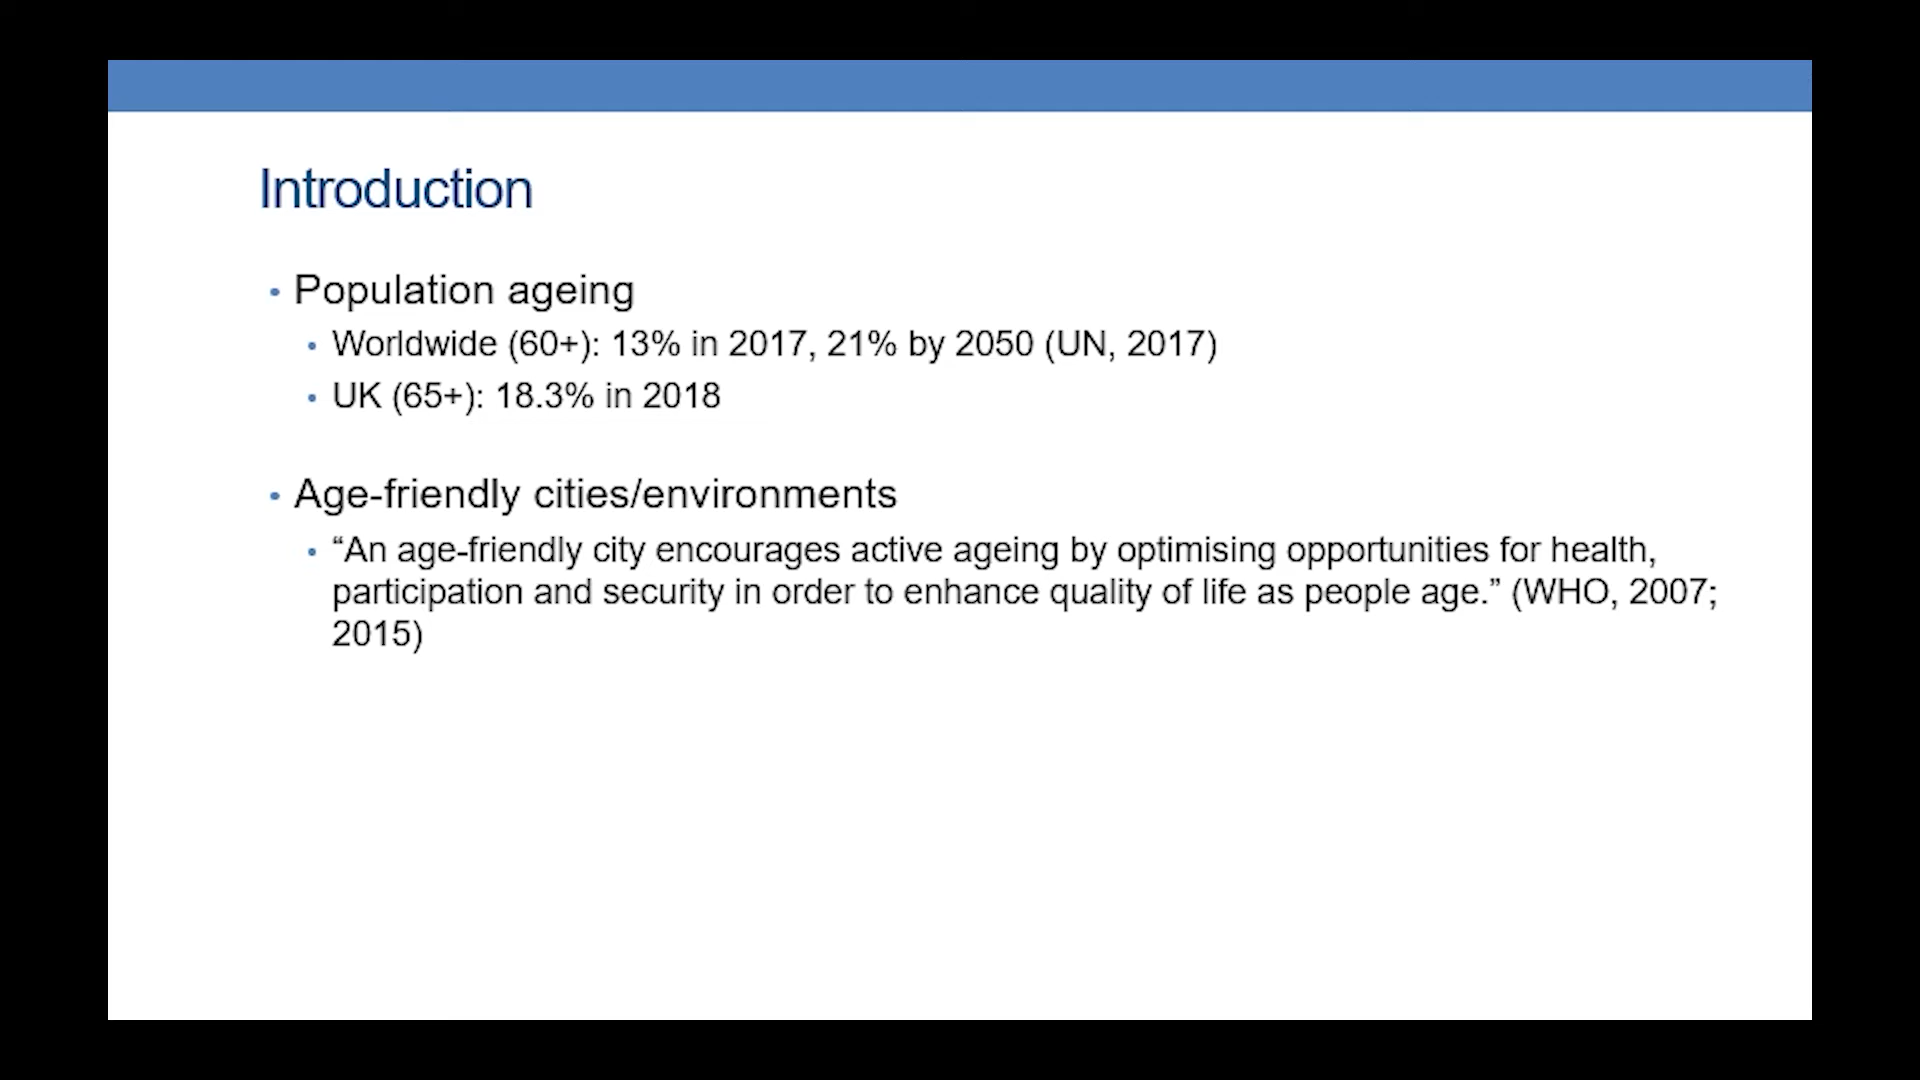 Introduction
• Population ageing
• Worldwide (60+): 13% in 2017, 21% by 2050 (UN, 2017)
• UK (65+): 18.3% in 2018
• Age-friendly cities/environments
• “An age-friendly city encourages active ageing by optimising opportunities for health,
participation and security in order to enhance quality of life as people age.” (WHO, 2007;
2015)